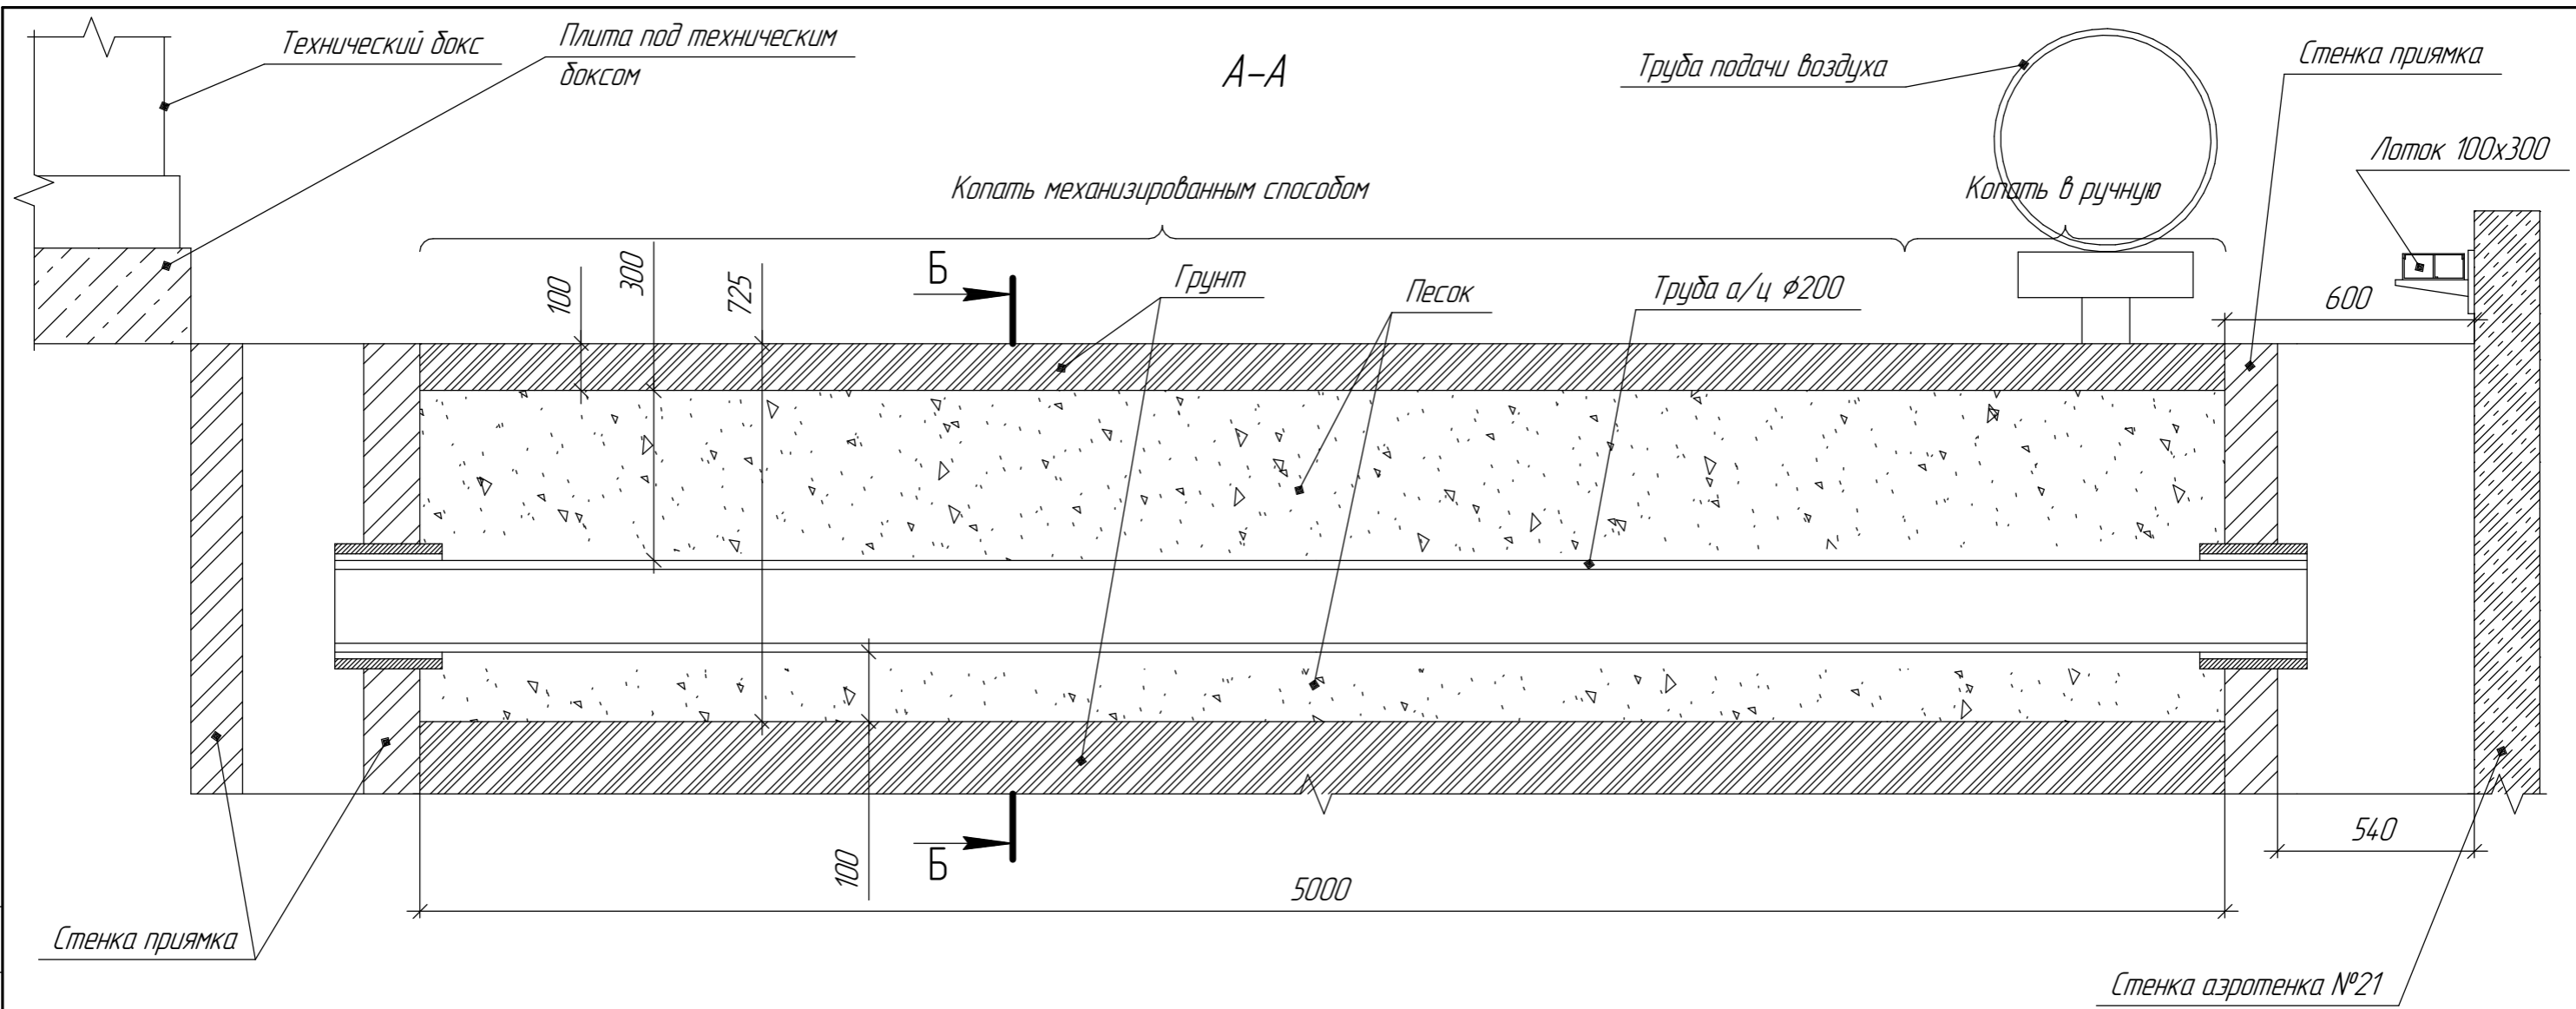 Технический бокс
Плита под техническим
боксом
А-А
Труба подачи воздуха
Стенка приямка
Лоток 100х300
Копать механизированным способом
Копать в ручную
100
300
725
Б
Грунт
Песок
Труба а/ц ϕ200
600
100
Б
5000
540
Стенка приямка
Стенка аэротенка №21